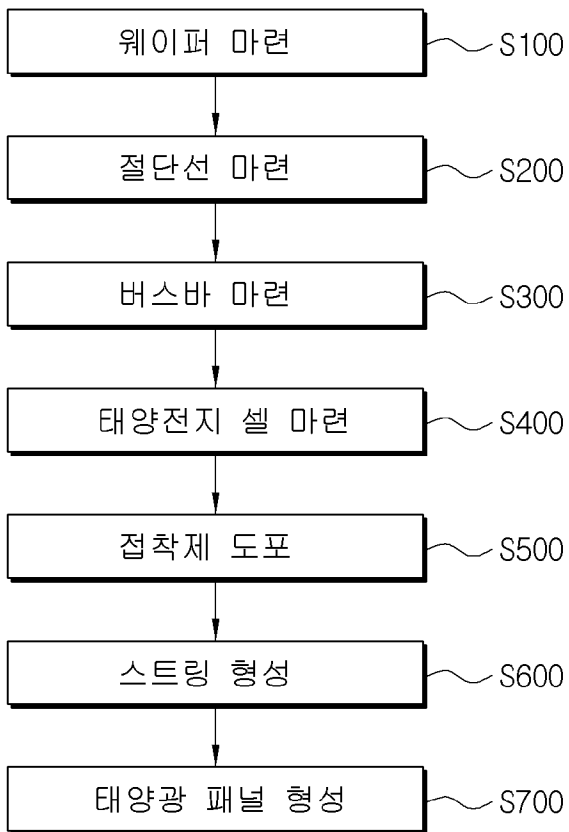 웨이퍼 마련 S100
절단선 마련 S200
버스바 마련 S300
태양전지 셀 마련 S400
접착제 도포 S500
스트링 형성 S600
태양광 패널 형성 S700